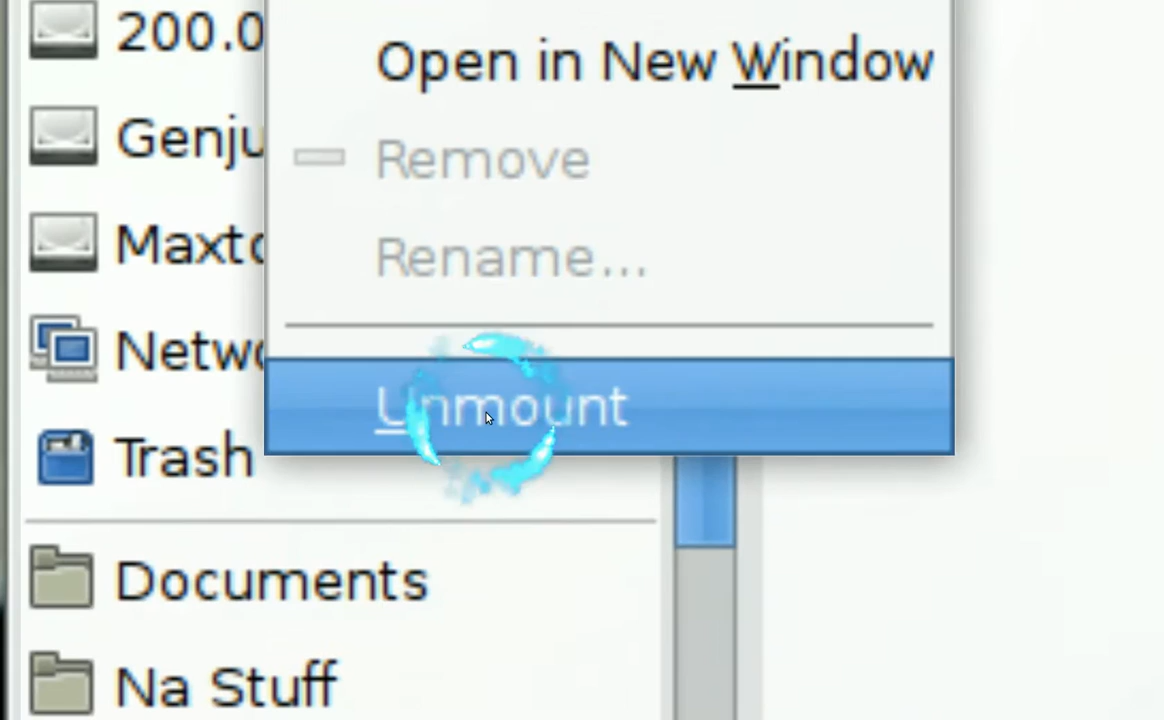 200.0
Genju
Maxto
Netwo
Trash
Documents
Na Stuff
Open in New Window
Remove
Rename...
Unmount